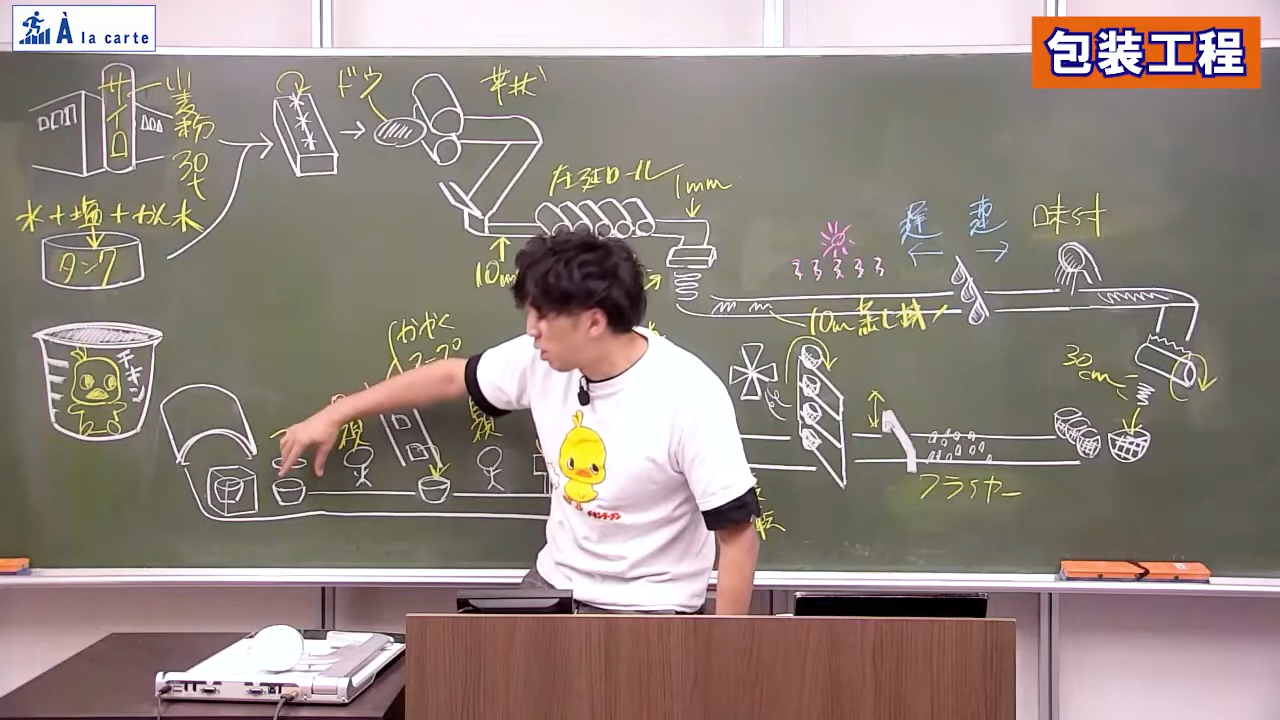 À la carte
包装工程
サイロ
小麦粉
30t
水+塩+かん水
タンク
ドウ
帯状
圧延ロール
1mm
10m
遅
速
味付
10m蒸し機
30cm
フライヤー
かやく
スープ
視
チキン
チキンラーメン